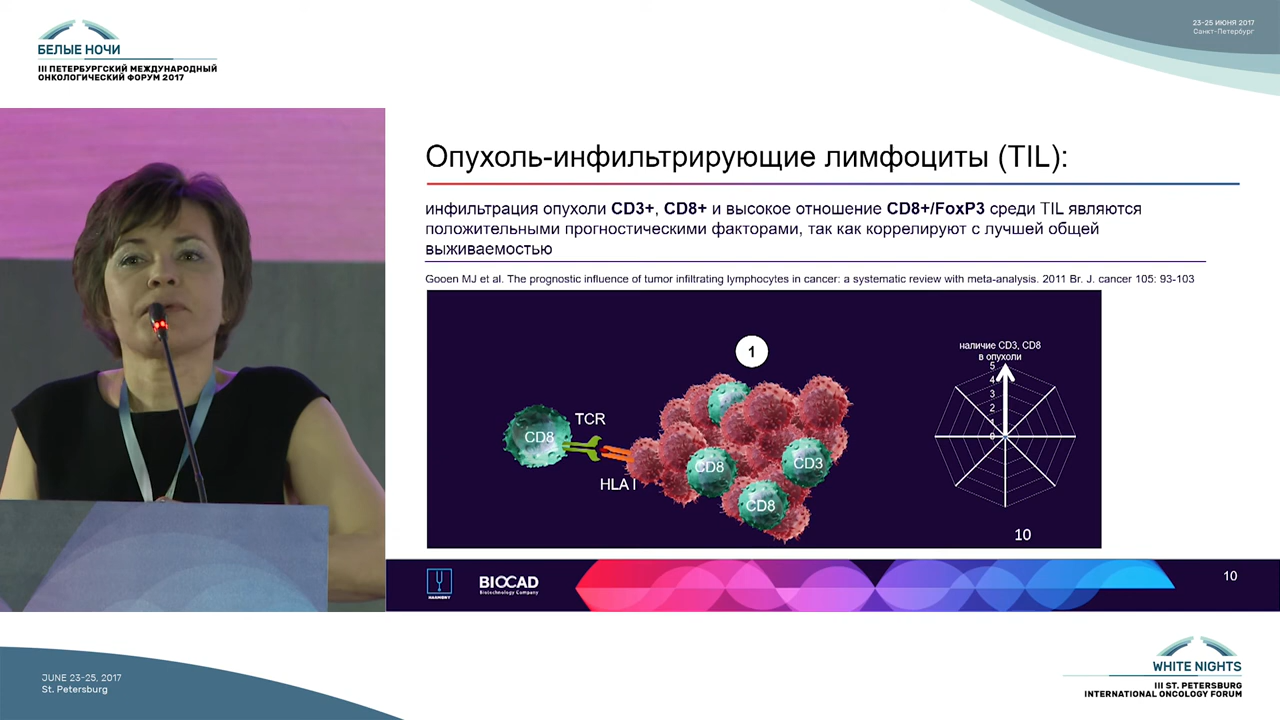 БЕЛЫЕ НОЧИ
III ПЕТЕРБУРГСКИЙ МЕЖДУНАРОДНЫЙ
ОНКОЛОГИЧЕСКИЙ ФОРУМ 2017
23-25 ИЮНЯ 2017
Санкт-Петербург
Опухоль-инфильтрирующие лимфоциты (TIL):
инфильтрация опухоли CD3+, CD8+ и высокое отношение CD8+/FoxP3 среди TIL являются
положительными прогностическими факторами, так как коррелируют с лучшей общей
выживаемостью
Gooen MJ et al. The prognostic influence of tumor infiltrating lymphocytes in cancer: a systematic review with meta-analysis. 2011 Br. J. cancer 105: 93-103
1
TCR
CD8
HLA I
CD8
CD3
CD8
наличие CD3, CD8
в опухоли
5
4
3
2
1
0
10
HARMONY
BIOCAD
Biotechnology Company
10
JUNE 23-25, 2017
St. Petersburg
WHITE NIGHTS
III ST. PETERSBURG
INTERNATIONAL ONCOLOGY FORUM